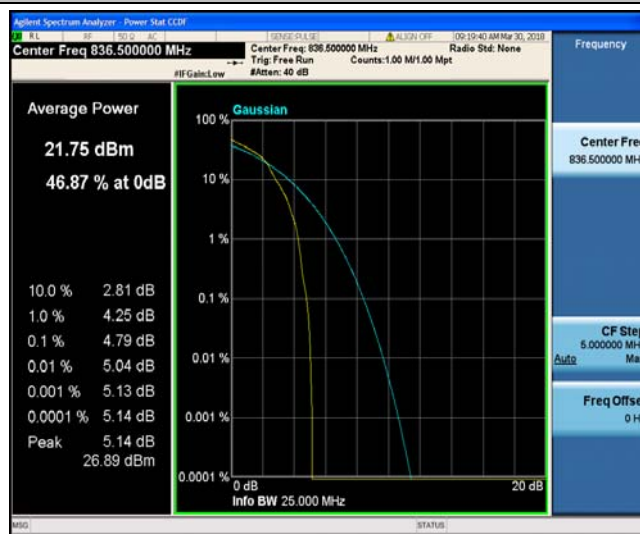 Agilent Spectrum Analyzer - Power Stat CCDF
RL RF 50 Ω AC SENSE:PULSE ALIGN OFF 09:19:40 AM Mar 30, 2018
Center Freq 836.500000 MHz
Center Freq: 836.500000 MHz Radio Std: None
Trig: Free Run Counts:1.00 M/1.00 Mpt
#IFGain:Low #Atten: 40 dB
Frequency
Average Power
21.75 dBm
46.87 % at 0dB
10.0 % 2.81 dB
1.0 % 4.25 dB
0.1 % 4.79 dB
0.01 % 5.04 dB
0.001 % 5.13 dB
0.0001 % 5.14 dB
Peak 5.14 dB
26.89 dBm
Gaussian
100 %
10 %
1 %
0.1 %
0.01 %
0.001 %
0.0001 %
0 dB 20 dB
Info BW 25.000 MHz
Center Fre
836.500000 MH
CF Step
5.000000 MH
Auto Ma
Freq Offse
0 H
MSG STATUS